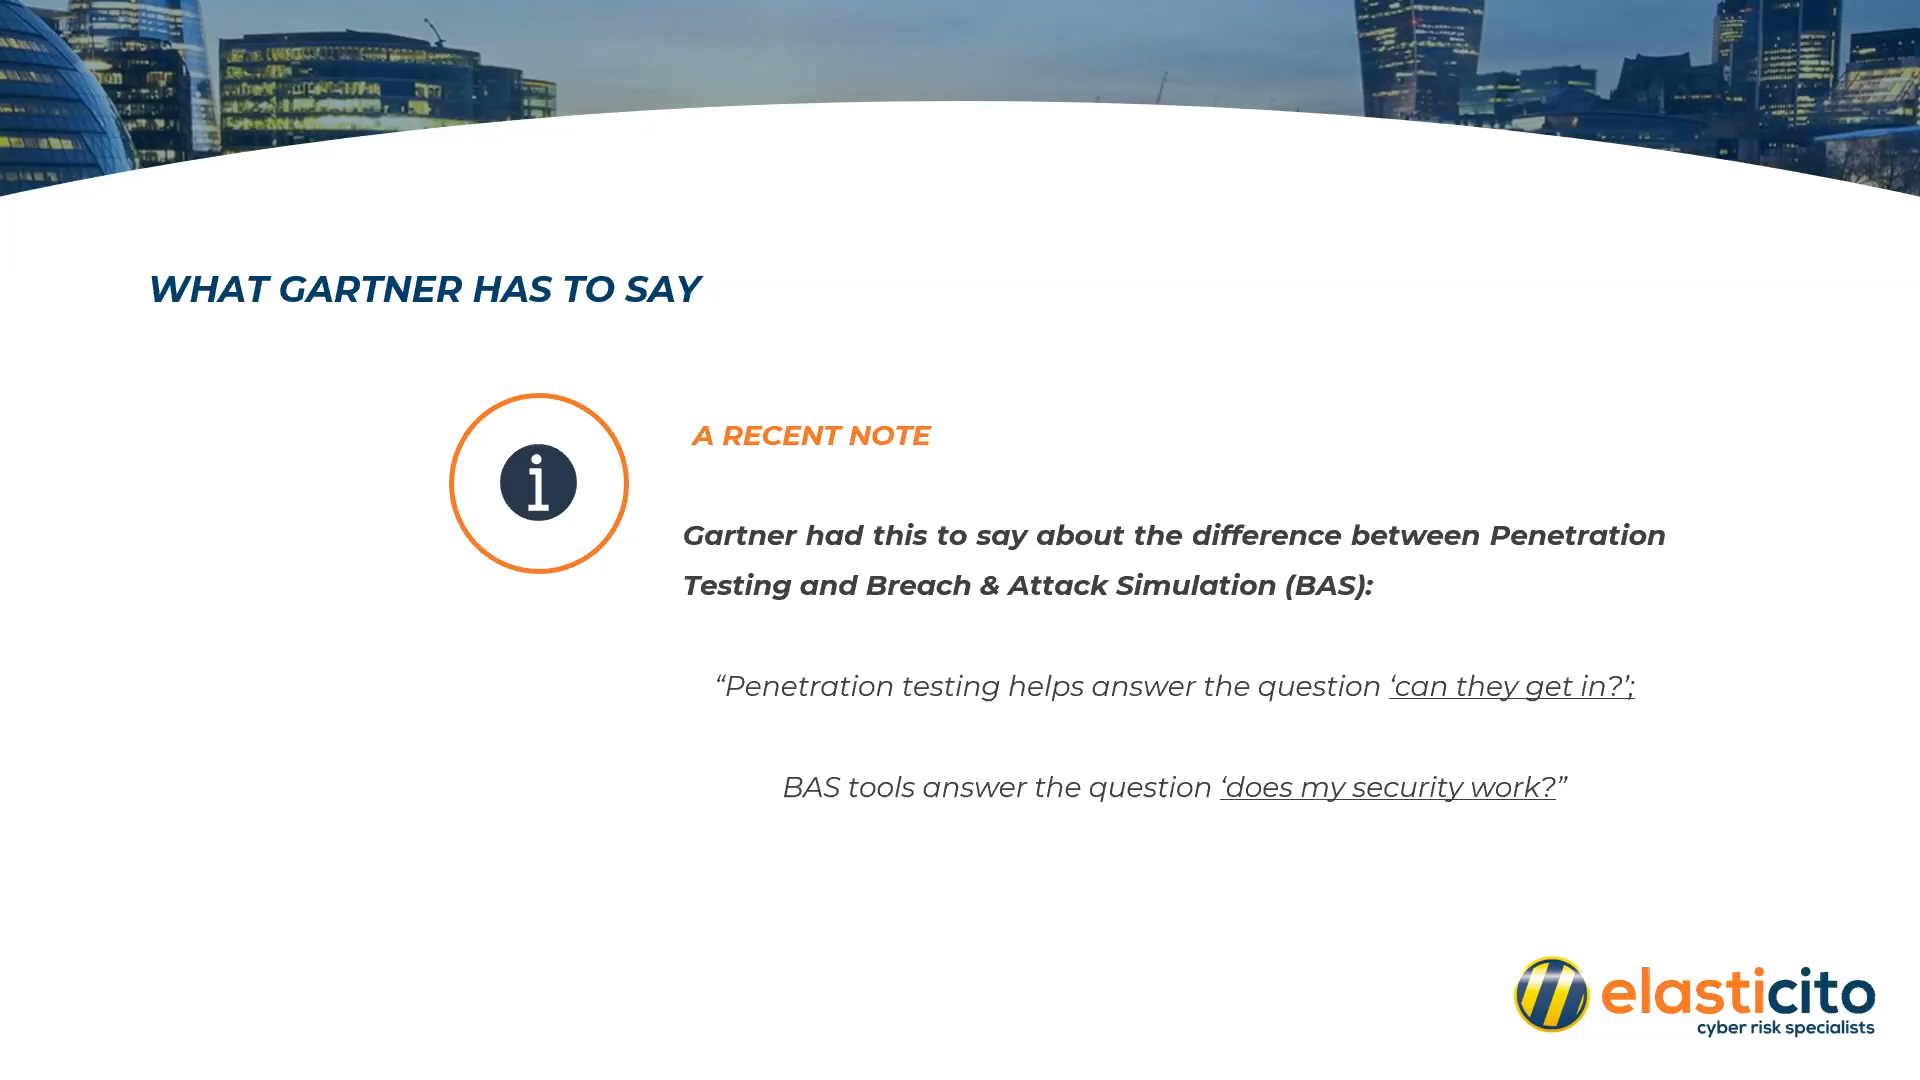 WHAT GARTNER HAS TO SAY
A RECENT NOTE
Gartner had this to say about the difference between Penetration
Testing and Breach & Attack Simulation (BAS):
“Penetration testing helps answer the question ‘can they get in?’;
BAS tools answer the question ‘does my security work?”
elasticito
cyber risk specialists